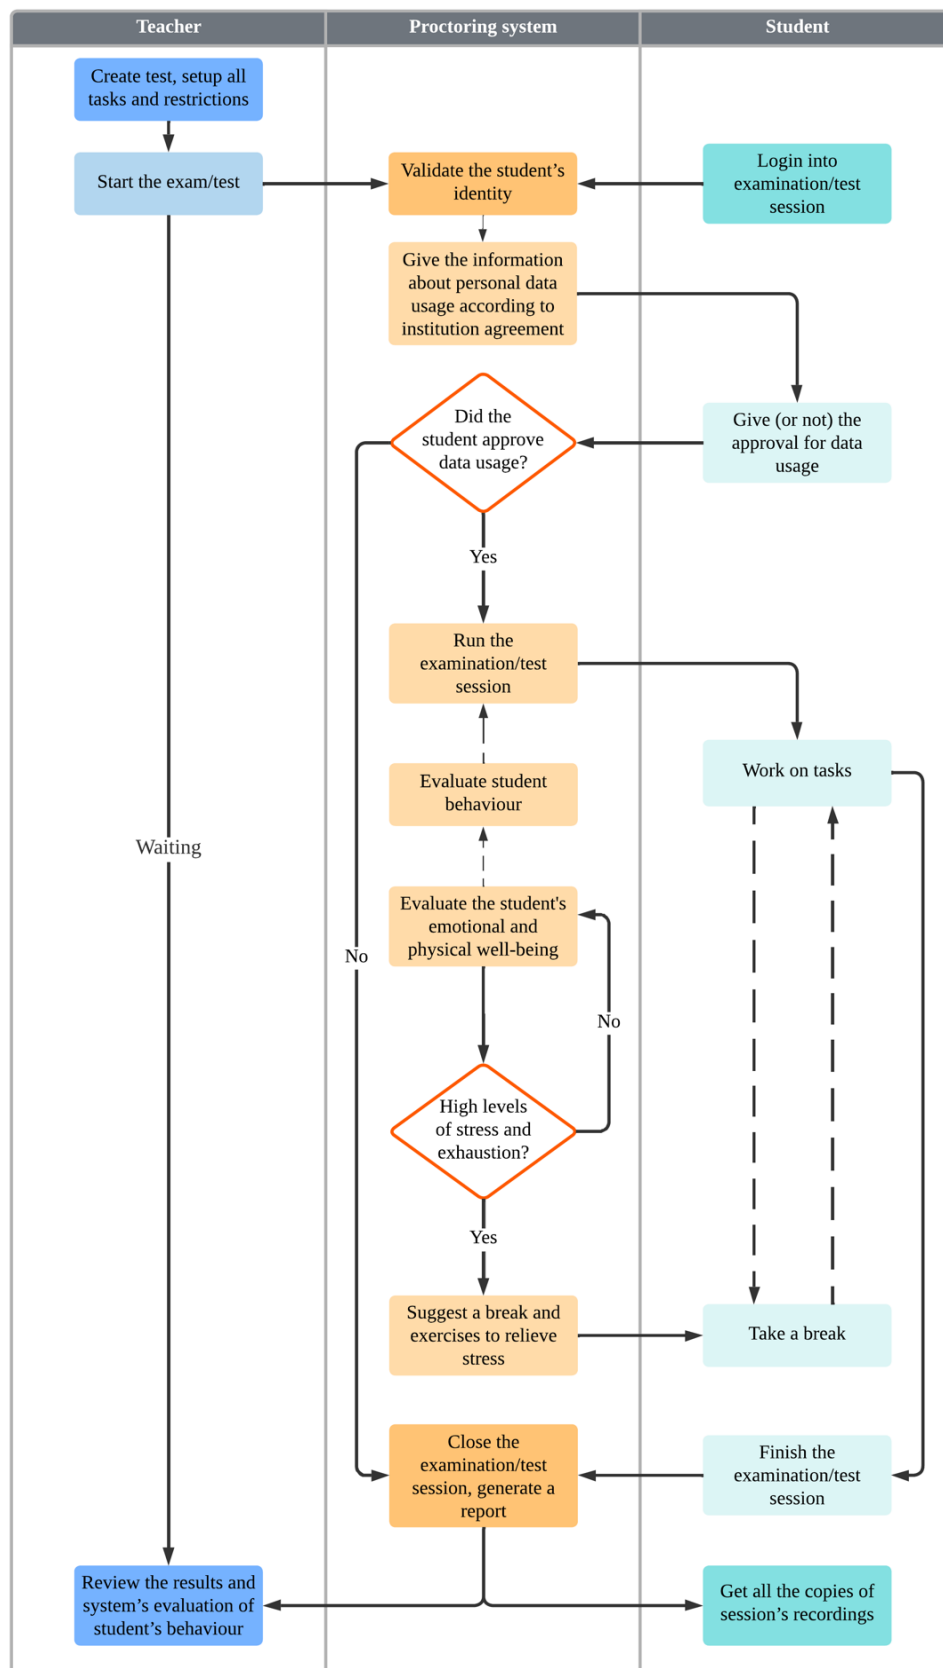 Teacher
Proctoring system
Student
Create test, setup all
tasks and restrictions
Start the exam/test
Validate the student’s
identity
Login into
examination/test
session
Give the information
about personal data
usage according to
institution agreement
Did the
student approve
data usage?
Give (or not) the
approval for data
usage
Yes
Run the
examination/test
session
Work on tasks
Evaluate student
behaviour
Waiting
Evaluate the student's
emotional and
physical well-being
No
No
High levels
of stress and
exhaustion?
Yes
Suggest a break and
exercises to relieve
stress
Take a break
Close the
examination/test
session, generate a
report
Finish the
examination/test
session
Review the results and
system’s evaluation of
student’s behaviour
Get all the copies of
session’s recordings